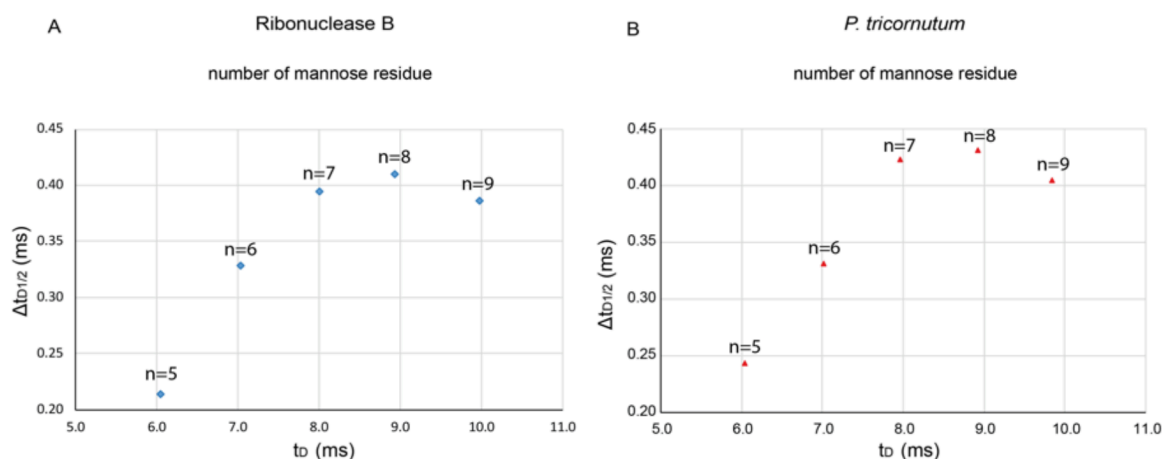 A
Ribonuclease B
number of mannose residue
0.45
0.40
0.35
0.30
0.25
0.20
ΔtD1/2 (ms)
n=5
n=6
n=7
n=8
n=9
5.0 6.0 7.0 8.0 9.0 10.0 11.0
tD (ms)
B
P. tricornutum
number of mannose residue
0.45
0.40
0.35
0.30
0.25
0.20
ΔtD1/2 (ms)
n=5
n=6
n=7
n=8
n=9
5.0 6.0 7.0 8.0 9.0 10.0 11.0
tD (ms)